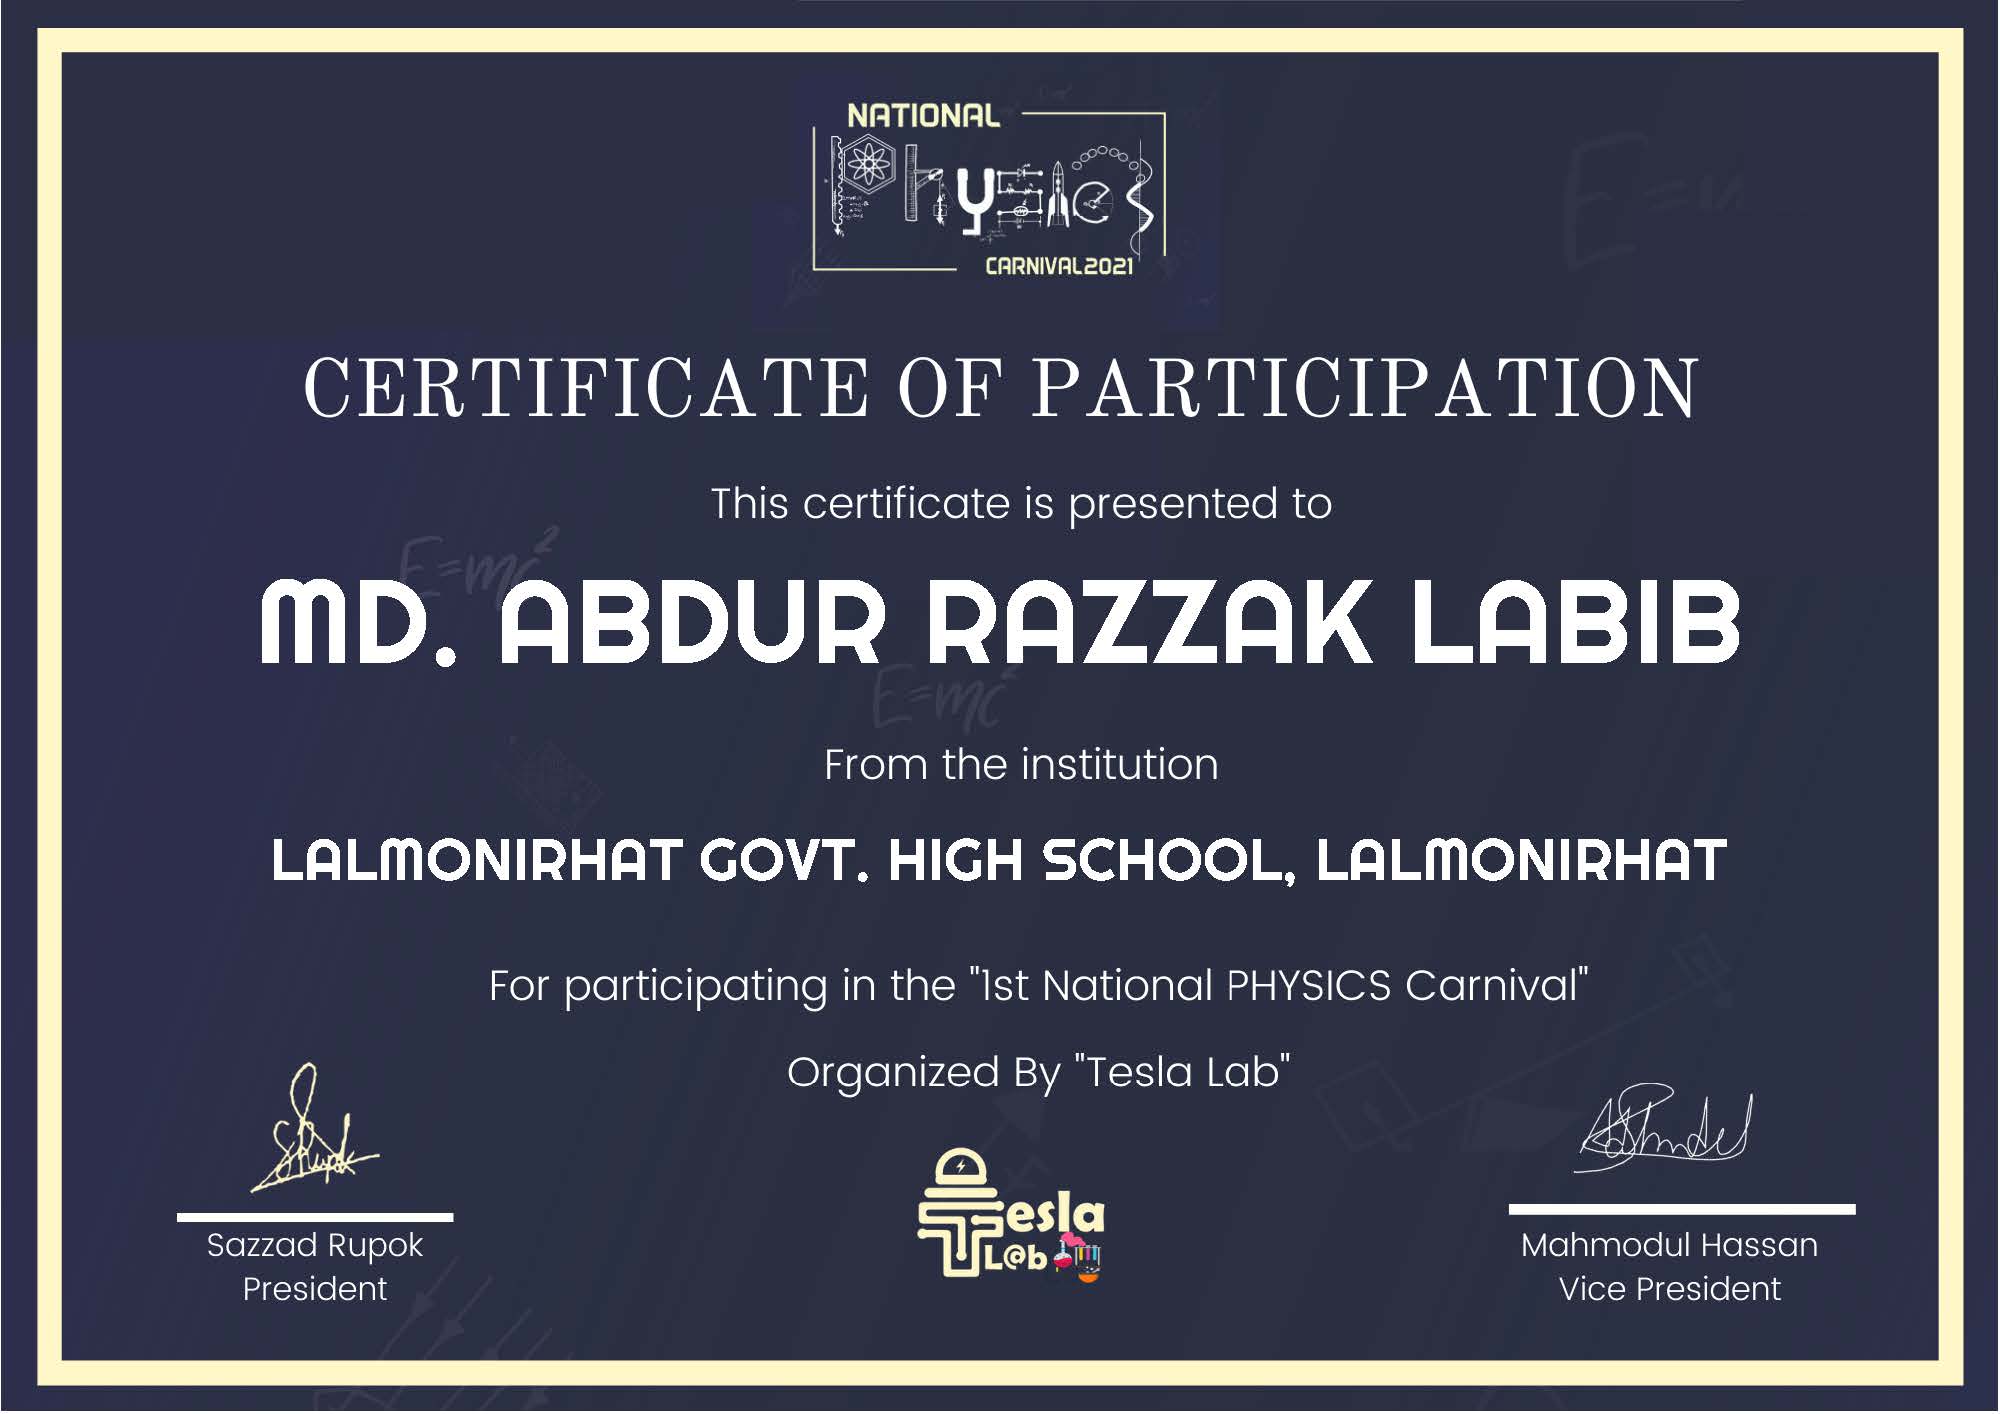 NATIONAL
Physics
CARNIVAL2021
CERTIFICATE OF PARTICIPATION
This certificate is presented to
MD. ABDUR RAZZAK LABIB
From the institution
LALMONIRHAT GOVT. HIGH SCHOOL, LALMONIRHAT
For participating in the "1st National PHYSICS Carnival"
Organized By "Tesla Lab"
E=mc²
E=mc²
Sazzad Rupok
President
Tesla
L@b
Mahmodul Hassan
Vice President